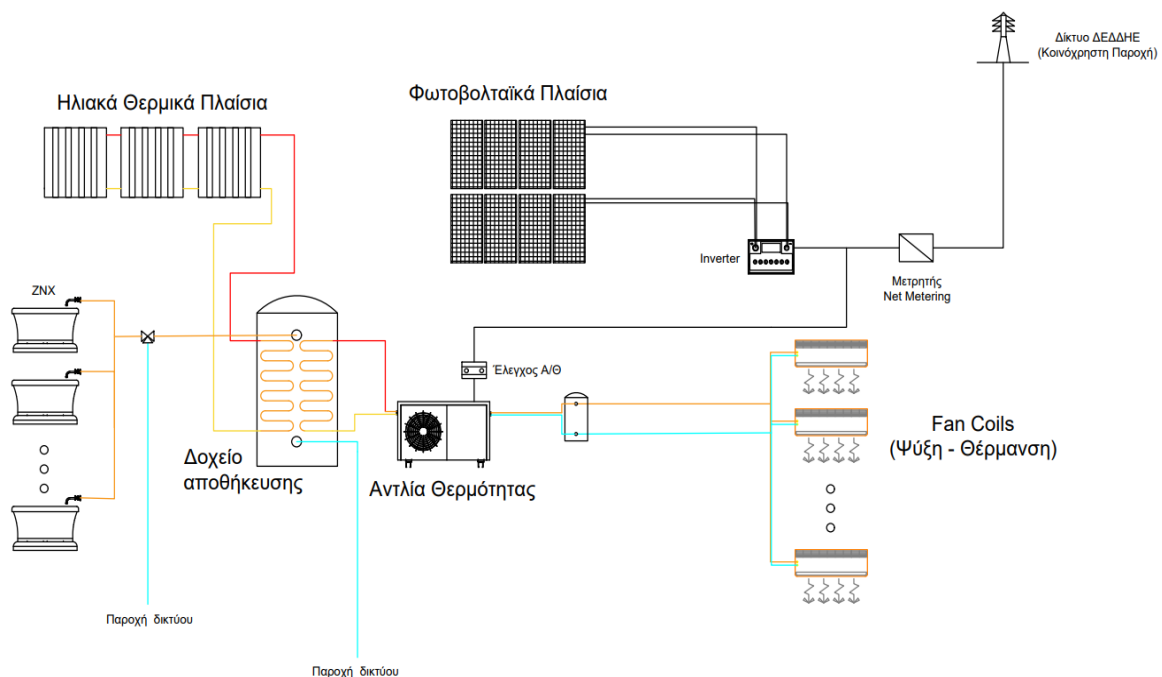 Δίκτυο ΔΕΔΔΗΕ
(Κοινόχρηστη Παροχή)
Ηλιακά Θερμικά Πλαίσια
Φωτοβολταϊκά Πλαίσια
Inverter
Μετρητής
Net Metering
ΖΝΧ
Έλεγχος Α/Θ
Fan Coils
(Ψύξη - Θέρμανση)
Δοχείο
αποθήκευσης
Αντλία Θερμότητας
Παροχή δικτύου
Παροχή δικτύου